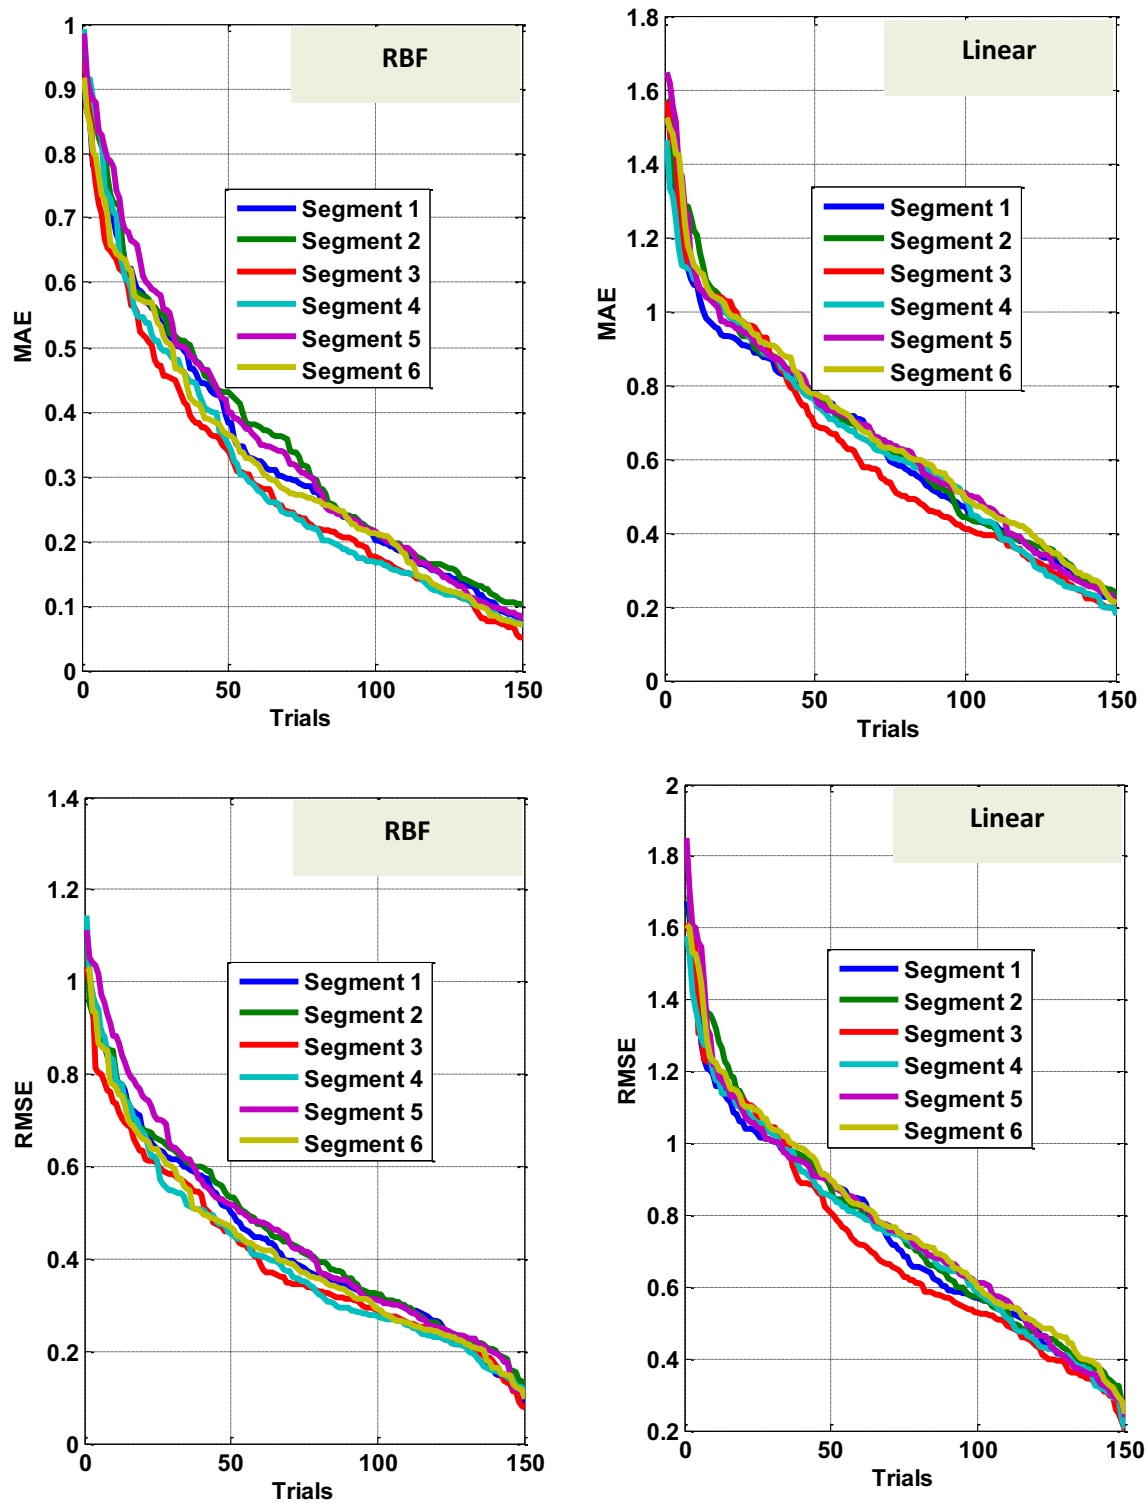 RBF
1
0.9
0.8
0.7
0.6
0.5
0.4
0.3
0.2
0.1
0
MAE
Segment 1
Segment 2
Segment 3
Segment 4
Segment 5
Segment 6
0 50 100 150
Trials
Linear
1.8
1.6
1.4
1.2
1
0.8
0.6
0.4
0.2
0
MAE
Segment 1
Segment 2
Segment 3
Segment 4
Segment 5
Segment 6
0 50 100 150
Trials
RBF
1.4
1.2
1
0.8
0.6
0.4
0.2
0
RMSE
Segment 1
Segment 2
Segment 3
Segment 4
Segment 5
Segment 6
0 50 100 150
Trials
Linear
2
1.8
1.6
1.4
1.2
1
0.8
0.6
0.4
0.2
RMSE
Segment 1
Segment 2
Segment 3
Segment 4
Segment 5
Segment 6
0 50 100 150
Trials